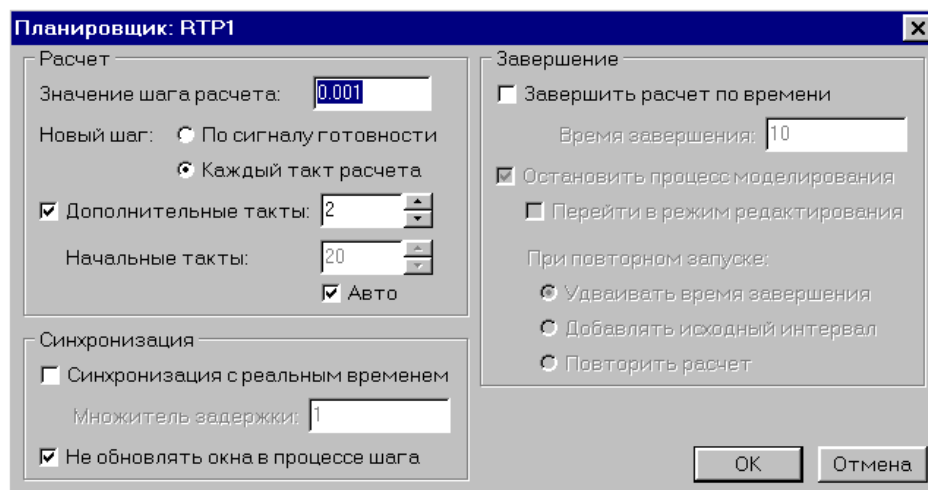 Планировщик: RTP1
Расчет
Значение шага расчета: 0.001
Новый шаг: По сигналу готовности
Каждый такт расчета
Дополнительные такты: 2
Начальные такты: 20
Авто
Синхронизация
Синхронизация с реальным временем
Множитель задержки: 1
Не обновлять окна в процессе шага
Завершение
Завершить расчет по времени
Время завершения: 10
Остановить процесс моделирования
Перейти в режим редактирования
При повторном запуске:
Удваивать время завершения
Добавлять исходный интервал
Повторить расчет
OK Отмена